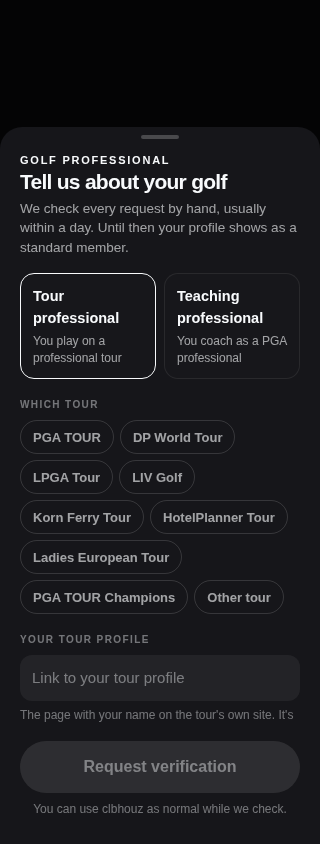 GOLF PROFESSIONAL
Tell us about your golf
We check every request by hand, usually
within a day. Until then your profile shows as a
standard member.
Tour
professional
You play on a
professional tour
Teaching
professional
You coach as a PGA
professional
WHICH TOUR
PGA TOUR
DP World Tour
LPGA Tour
LIV Golf
Korn Ferry Tour
HotelPlanner Tour
Ladies European Tour
PGA TOUR Champions
Other tour
YOUR TOUR PROFILE
Link to your tour profile
The page with your name on the tour's own site. It's
Request verification
You can use clbhouz as normal while we check.